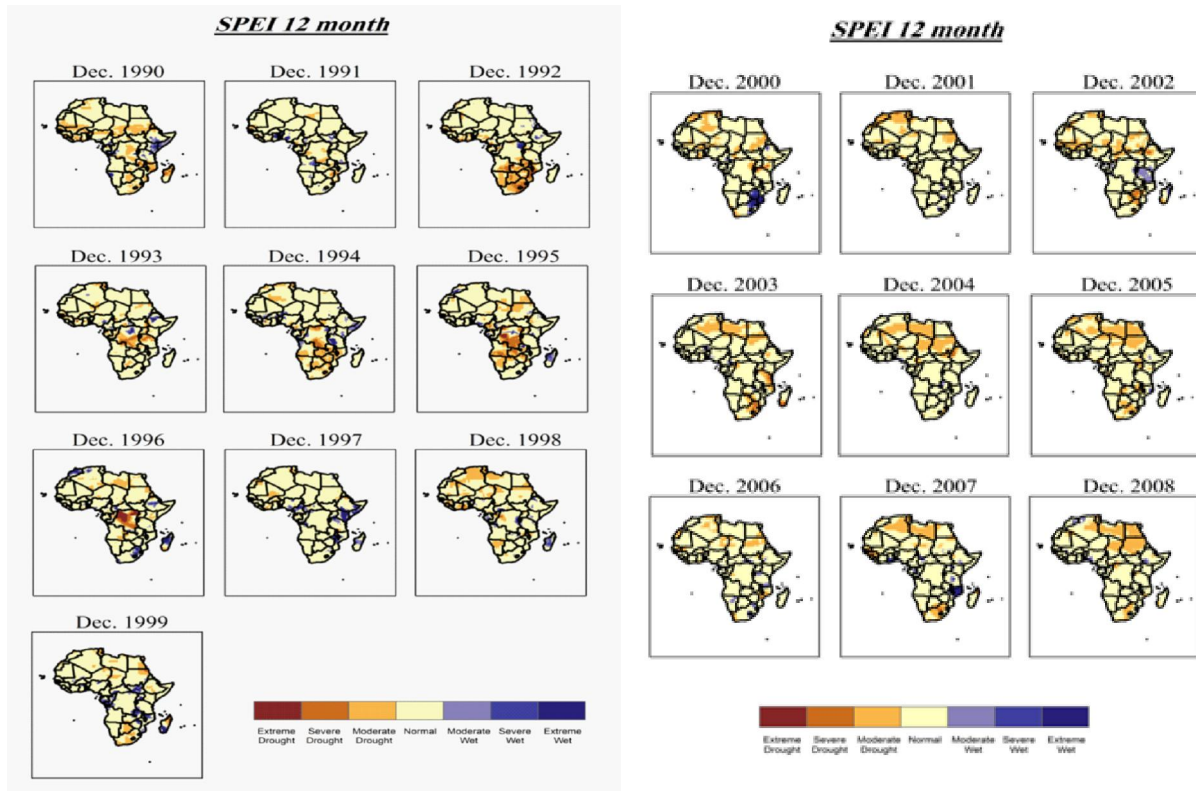 SPEI 12 month
Dec. 1990
Dec. 1991
Dec. 1992
Dec. 1993
Dec. 1994
Dec. 1995
Dec. 1996
Dec. 1997
Dec. 1998
Dec. 1999
Extreme Drought
Severe Drought
Moderate Drought
Normal
Moderate Wet
Severe Wet
Extreme Wet
SPEI 12 month
Dec. 2000
Dec. 2001
Dec. 2002
Dec. 2003
Dec. 2004
Dec. 2005
Dec. 2006
Dec. 2007
Dec. 2008
Extreme Drought
Severe Drought
Moderate Drought
Normal
Moderate Wet
Severe Wet
Extreme Wet